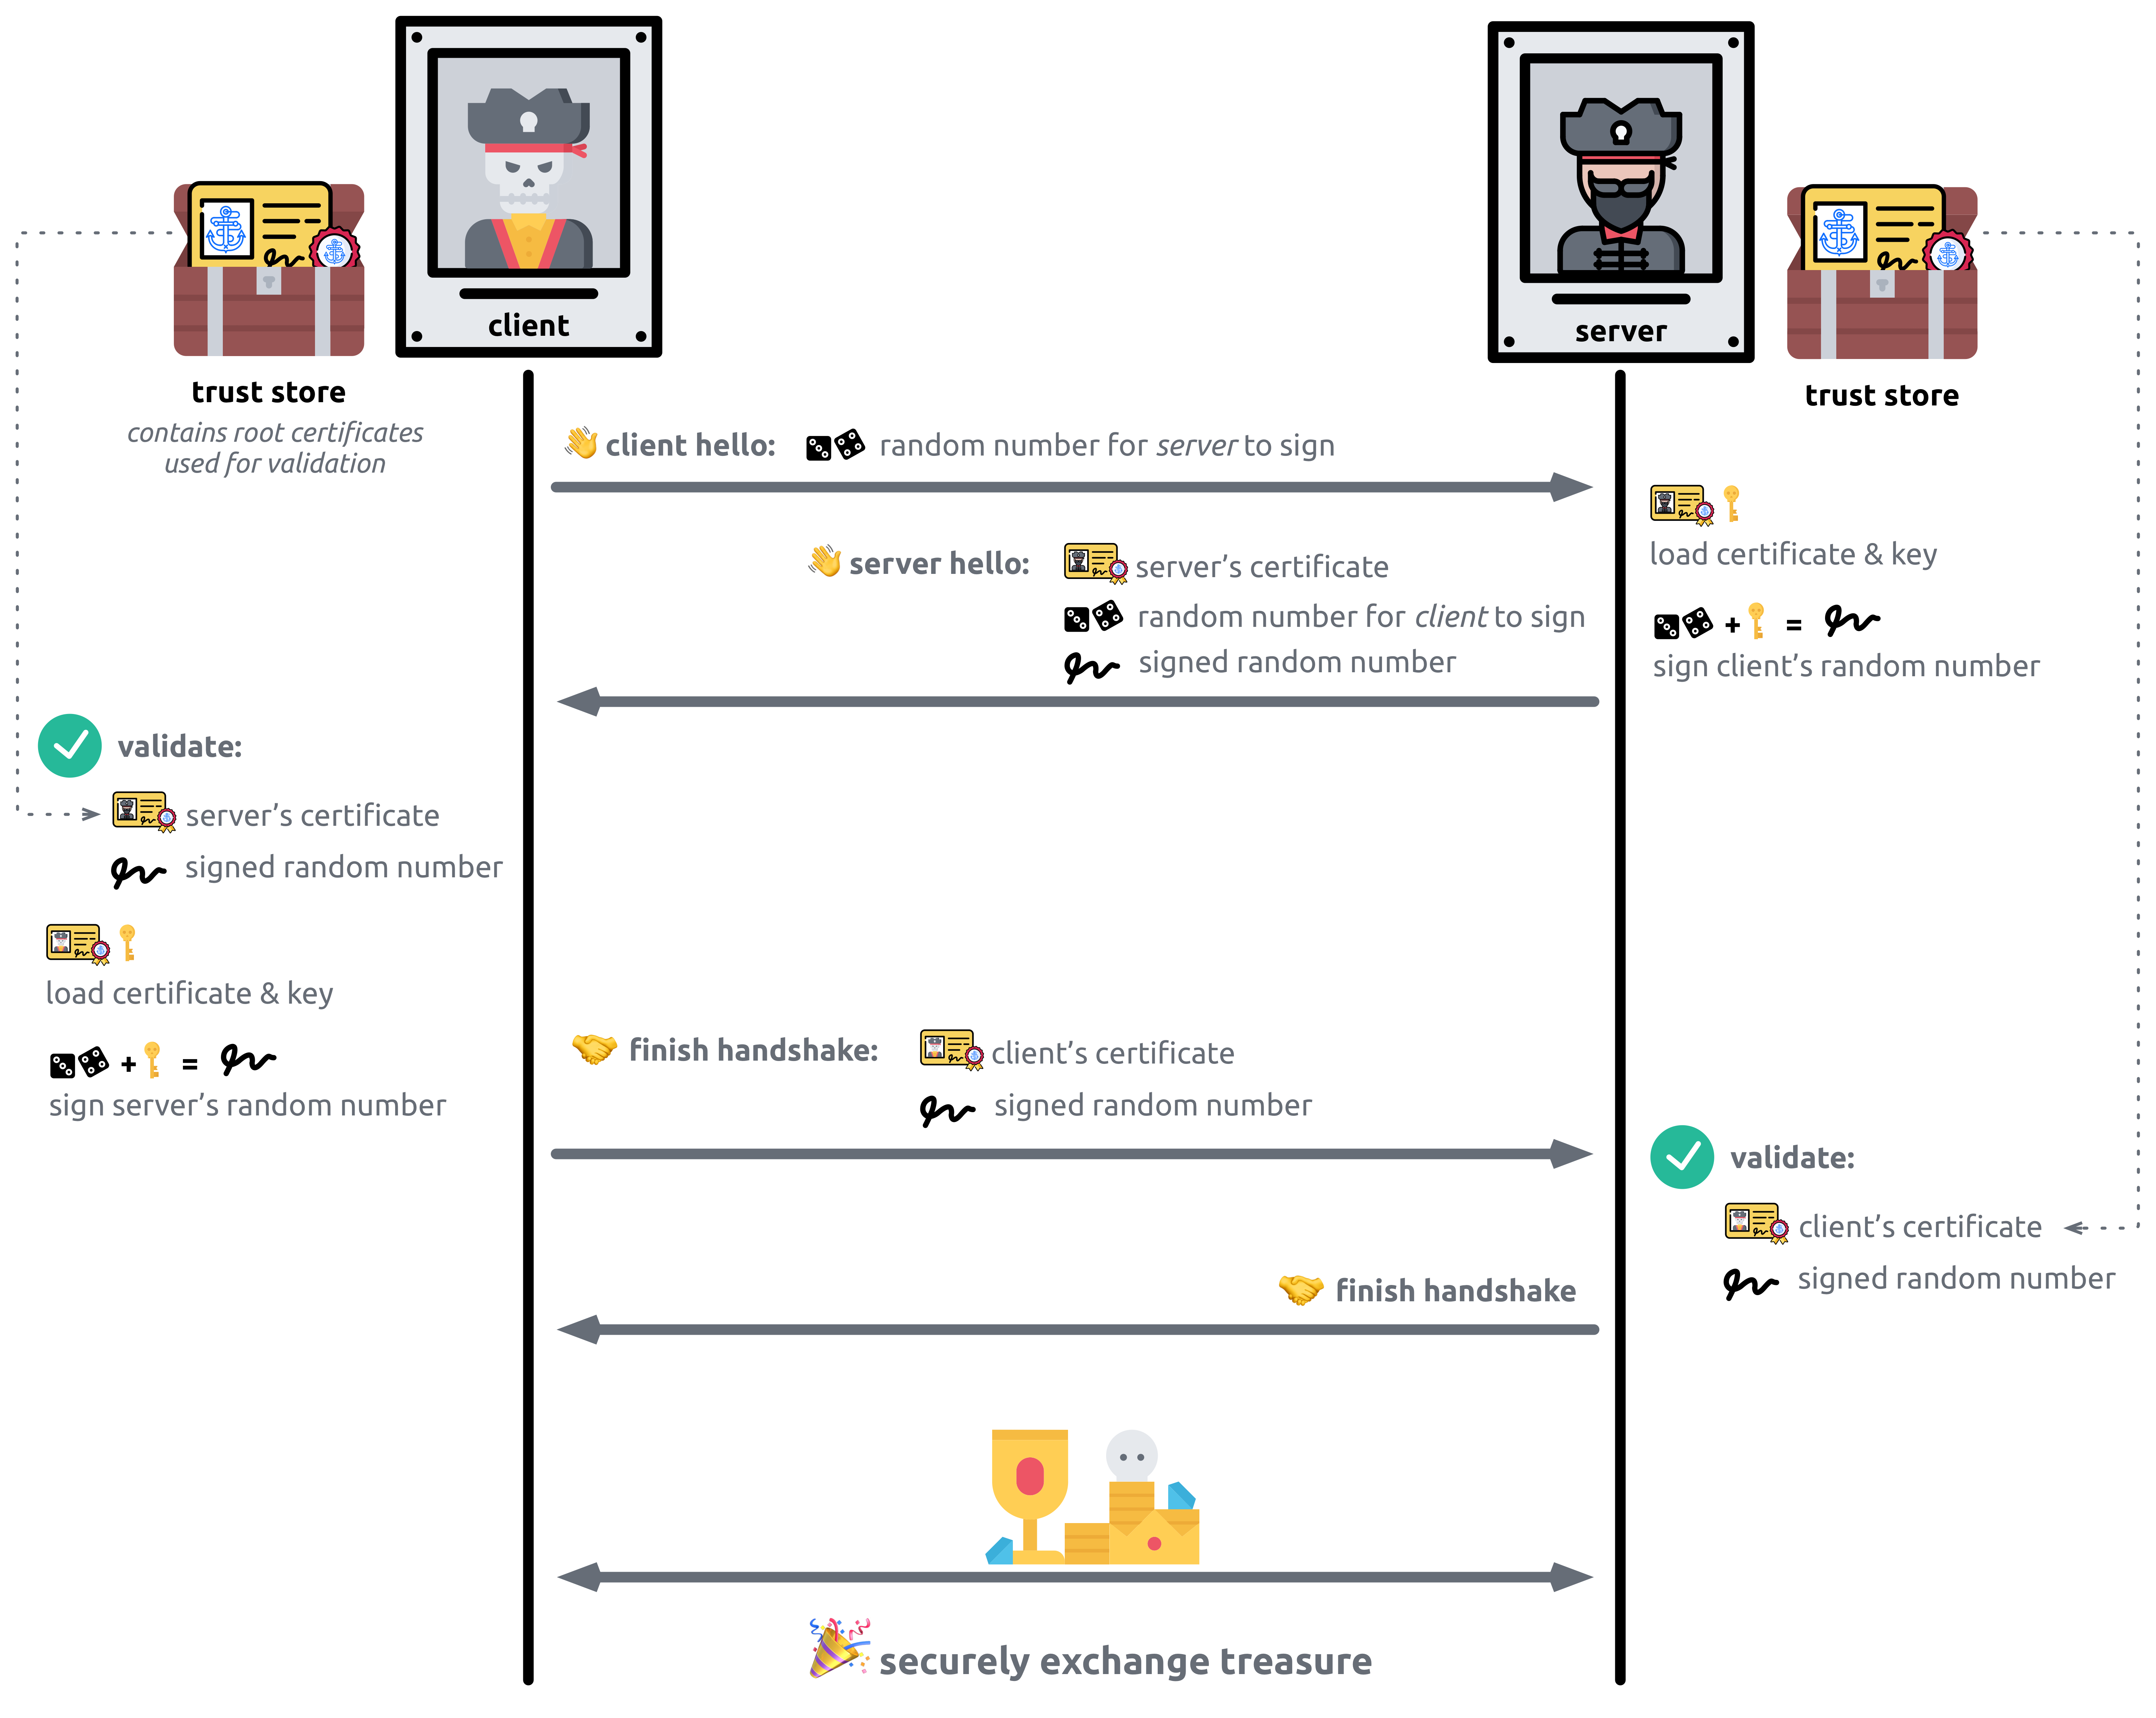 client
server
trust store
contains root certificates
used for validation
trust store
client hello:
random number for server to sign
load certificate & key
server hello:
server's certificate
random number for client to sign
signed random number
+ =
sign client's random number
validate:
server's certificate
signed random number
load certificate & key
+ =
sign server's random number
finish handshake:
client's certificate
signed random number
validate:
client's certificate
signed random number
finish handshake
securely exchange treasure